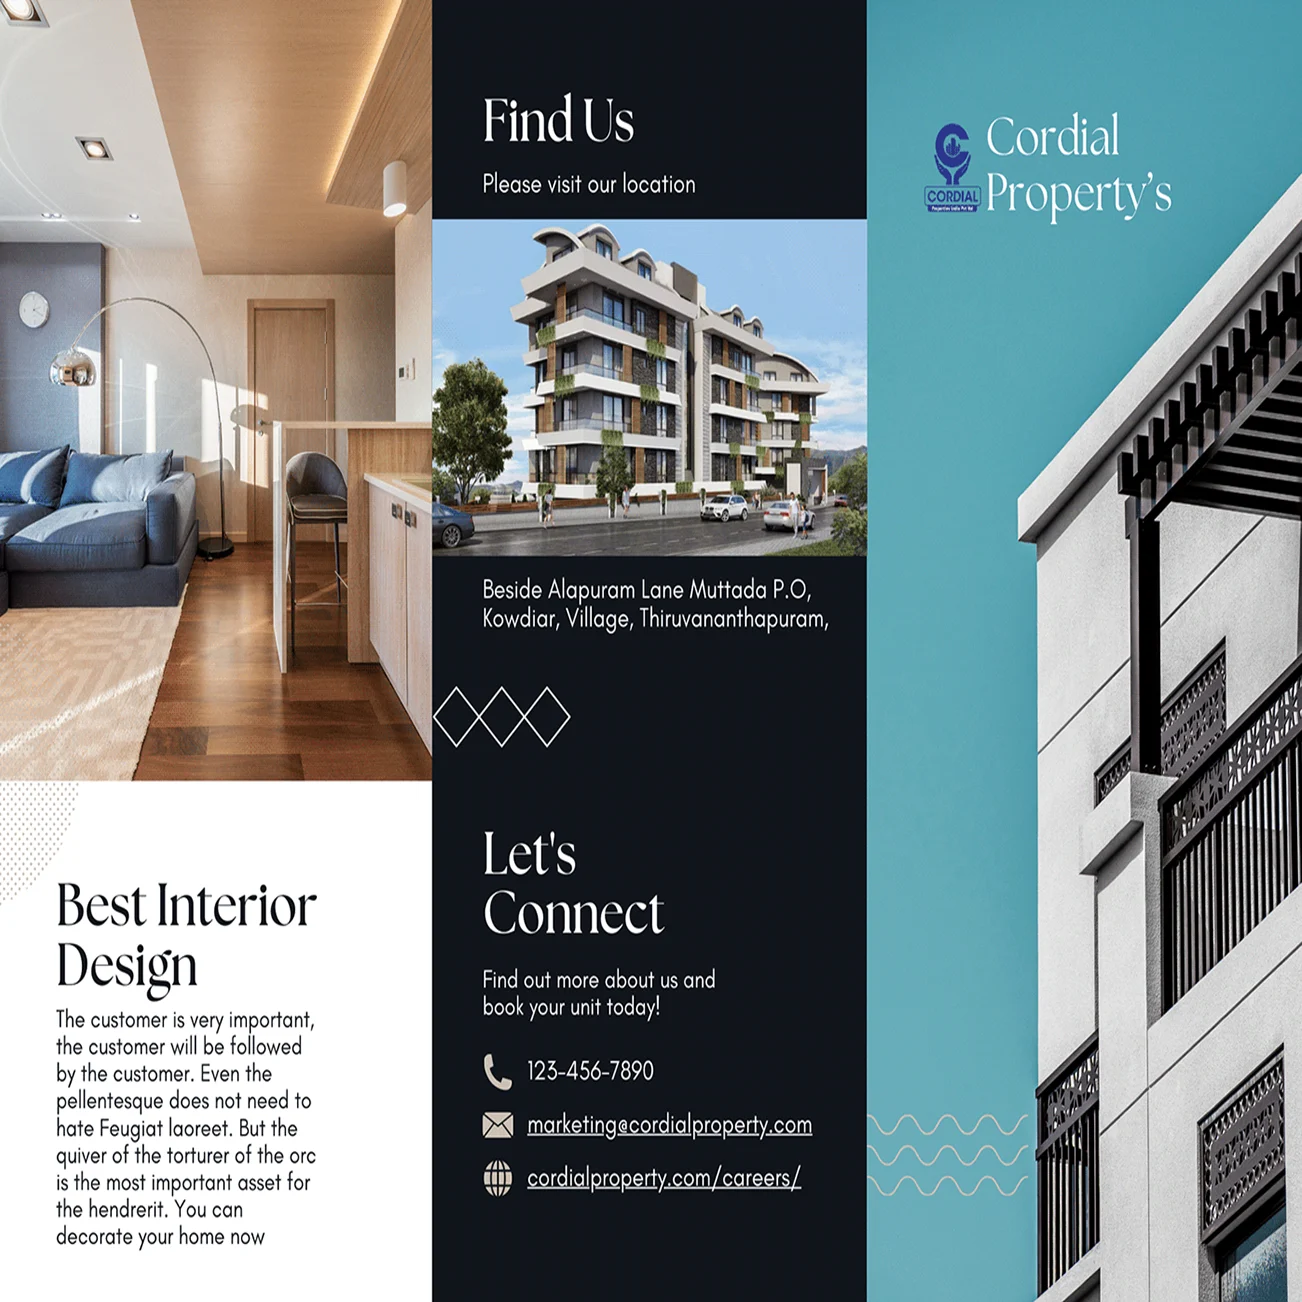 Best Interior
Design
The customer is very important,
the customer will be followed
by the customer. Even the
pellentesque does not need to
hate Feugiat laoreet. But the
quiver of the torturer of the orc
is the most important asset for
the hendrerit. You can
decorate your home now
Find Us
Please visit our location
Beside Alapuram Lane Muttada P.O,
Kowdiar, Village, Thiruvananthapuram,
Let's
Connect
Find out more about us and
book your unit today!
123-456-7890
marketing@cordialproperty.com
cordialproperty.com/careers/
CORDIAL
Properties India Pvt ltd
Cordial
Property's